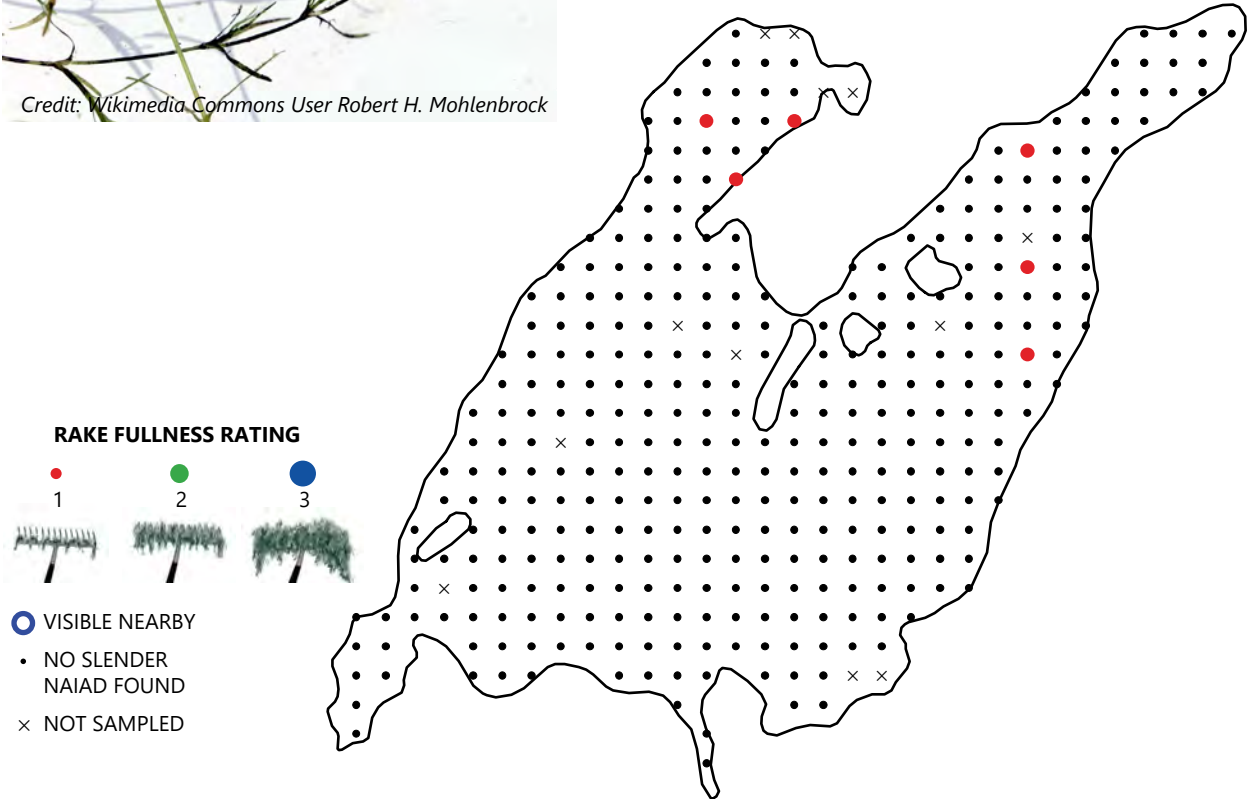 Credit: Wikimedia Commons User Robert H. Mohlenbrock
RAKE FULLNESS RATING
1 2 3
VISIBLE NEARBY
NO SLENDER
NAIAD FOUND
NOT SAMPLED